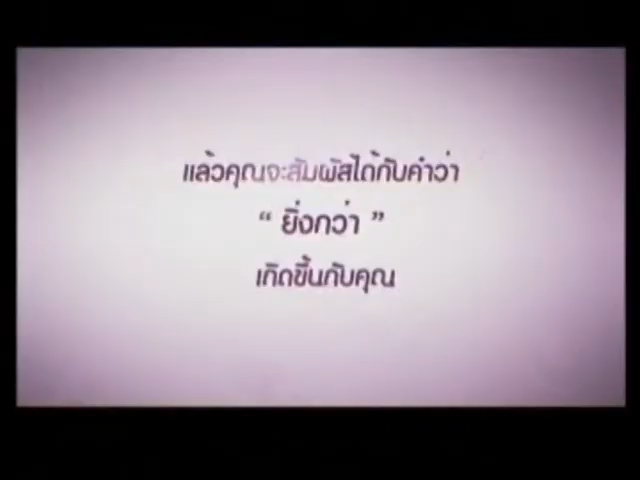 แล้วคุณจะสัมผัสได้กับคำว่า
“ ยิ่งกว่า ”
เกิดขึ้นกับคุณ